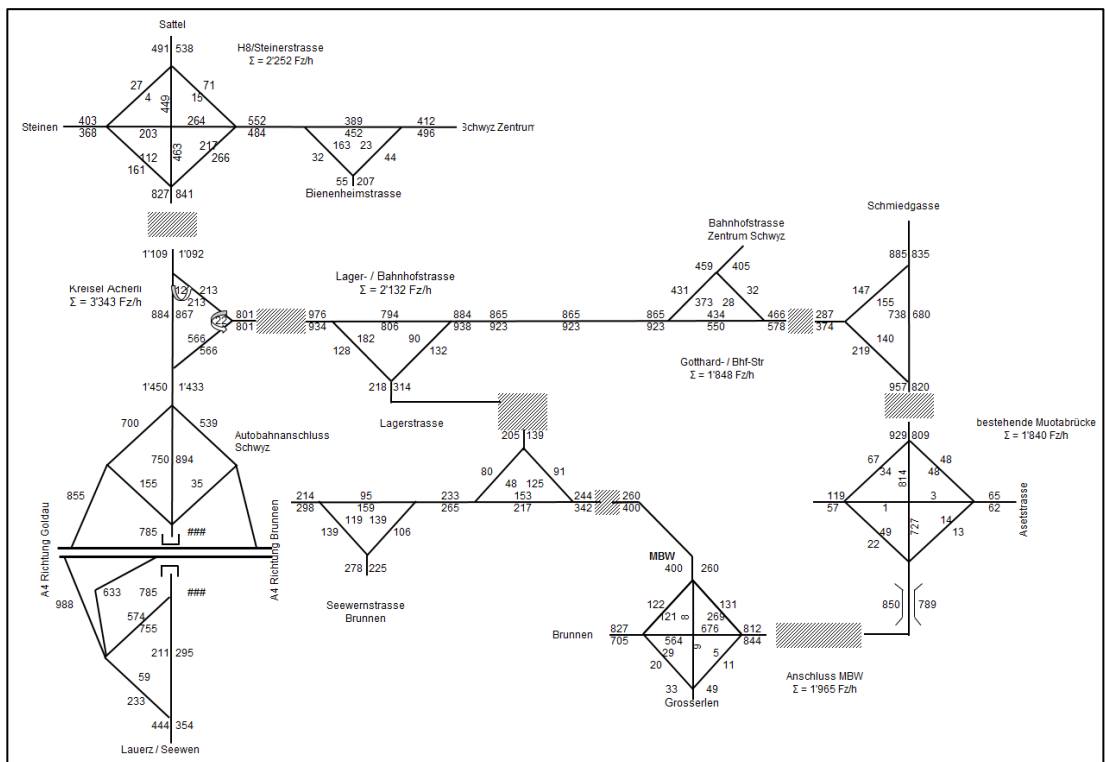 Sattel
491 538
H8/Steinerstrasse
Σ = 2'252 Fz/h
27 71
4 449 15
Steinen 403 203 264 552 389 412 Schwyz Zentrum
368 484 452 496
112 463 217
161 266
163 23
32 44
827 841
55 207
Bienenheimstrasse
1'109 1'092
Kreisel Acherli
Σ = 3'343 Fz/h
12 213
213
884 867
22 801
801
566
566
1'450 1'433
Lager- / Bahnhofstrasse
Σ = 2'132 Fz/h
976 794 884 865 865 865
934 806 938 923 923 923
182 90
128 132
218 314
Lagerstrasse
Bahnhofstrasse
Zentrum Schwyz
459 405
431 32
373 28
434 466
550 578
Gotthard- / Bhf-Str
Σ = 1'848 Fz/h
Schmiedgasse
885 835
147
155
287 738 680
374
140
219
957 820
bestehende Muotabrücke
Σ = 1'840 Fz/h
929 809
67 48
34 814 48
119 3 65
57 1 62
49 727 14
22 13
Asetstrasse
850 789
700 539
Autobahnanschluss
Schwyz
750 894
155 35
855
785 ###
A4 Richtung Goldau
A4 Richtung Brunnen
633 785 ###
988
574
755
211 295
59
233
444 354
Lauerz / Seewen
205 139
80 91
48 125
214 95 233 153 244 260
298 159 265 217 342 400
119 139
139 106
278 225
Seewernstrasse
Brunnen
MBW
400 260
122 131
121 8 269
Brunnen 827 676 812
705 564 844
29 9 5
20 11
33 49
Grosserlen
Anschluss MBW
Σ = 1'965 Fz/h